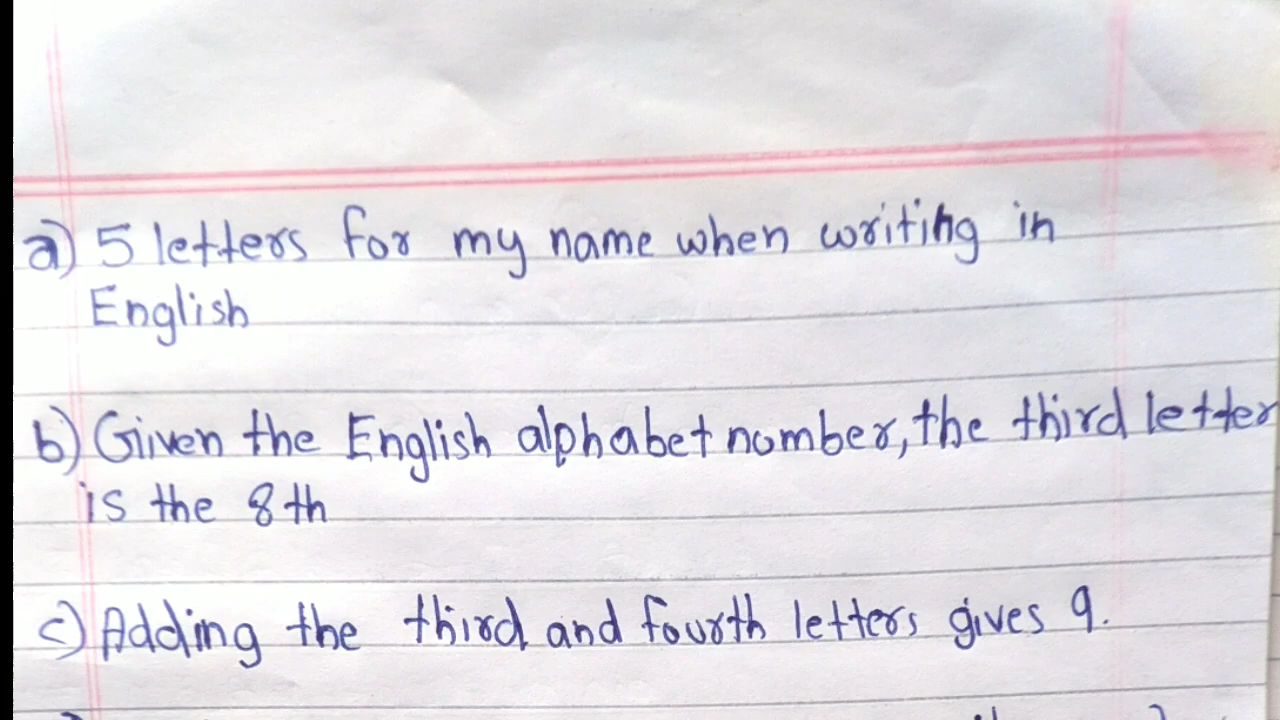 a) 5 letters for my name when writing in
English
b) Given the English alphabet number, the third letter
is the 8th
c) Adding the third and fourth letters gives 9.